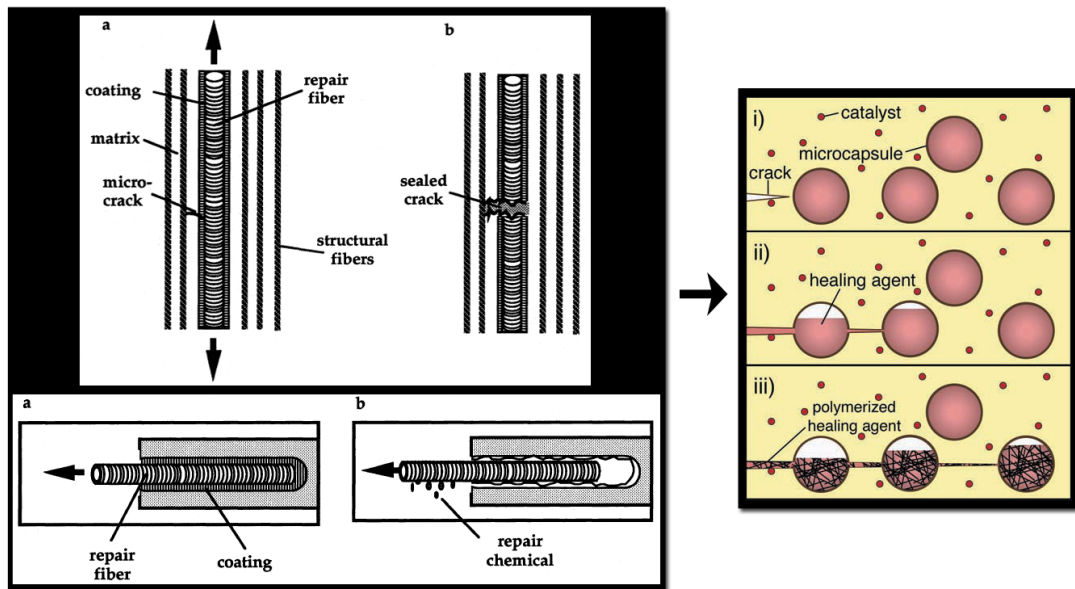 a
b
coating
repair
fiber
matrix
micro-
crack
structural
fibers
sealed
crack
a
b
repair
fiber
coating
repair
chemical
i)
catalyst
microcapsule
crack
ii)
healing agent
iii)
polymerized
healing agent